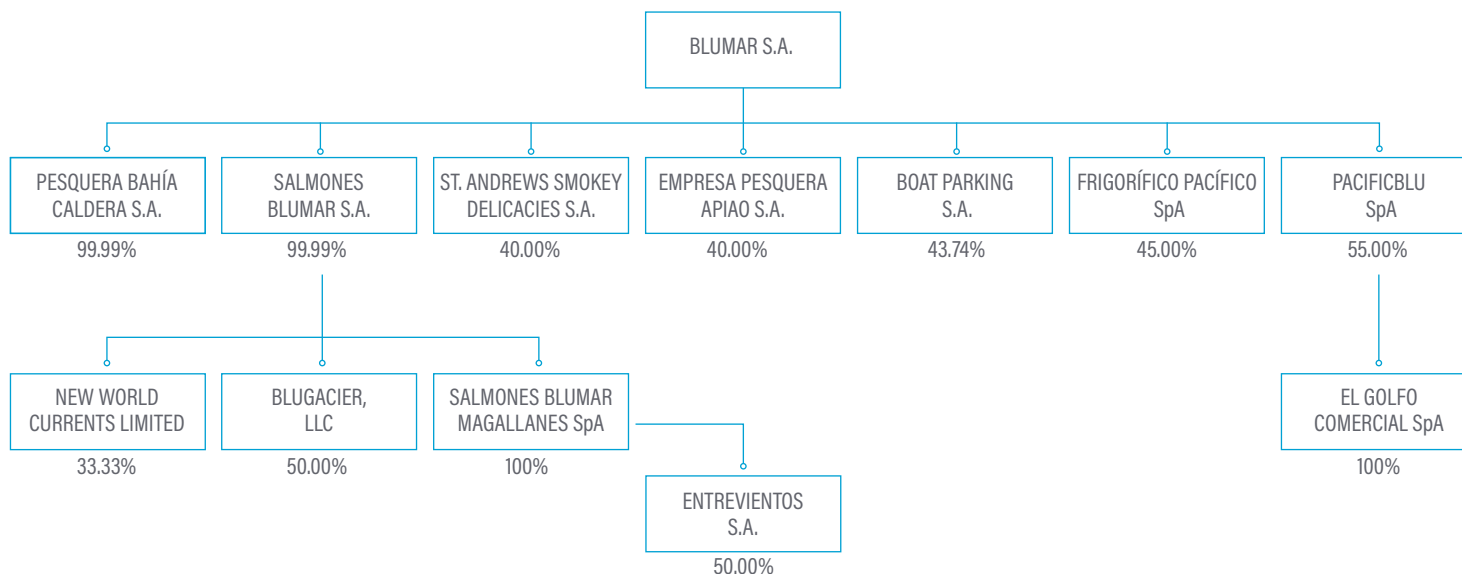 BLUMAR S.A.
PESQUERA BAHÍA
CALDERA S.A.
99.99%
SALMONES
BLUMAR S.A.
99.99%
ST. ANDREWS SMOKEY
DELICACIES S.A.
40.00%
EMPRESA PESQUERA
APIAO S.A.
40.00%
BOAT PARKING
S.A.
43.74%
FRIGORÍFICO PACÍFICO
SpA
45.00%
PACIFICBLU
SpA
55.00%
NEW WORLD
CURRENTS LIMITED
33.33%
BLUGACIER,
LLC
50.00%
SALMONES BLUMAR
MAGALLANES SpA
100%
EL GOLFO
COMERCIAL SpA
100%
ENTREVIENTOS
S.A.
50.00%